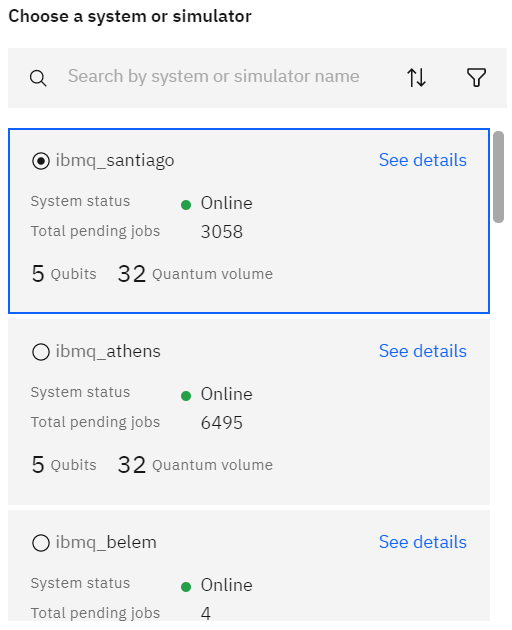 Choose a system or simulator
Search by system or simulator name
ibmq_santiago See details
System status Online
Total pending jobs 3058
5 Qubits 32 Quantum volume
ibmq_athens See details
System status Online
Total pending jobs 6495
5 Qubits 32 Quantum volume
ibmq_belem See details
System status Online
Total pending jobs 4